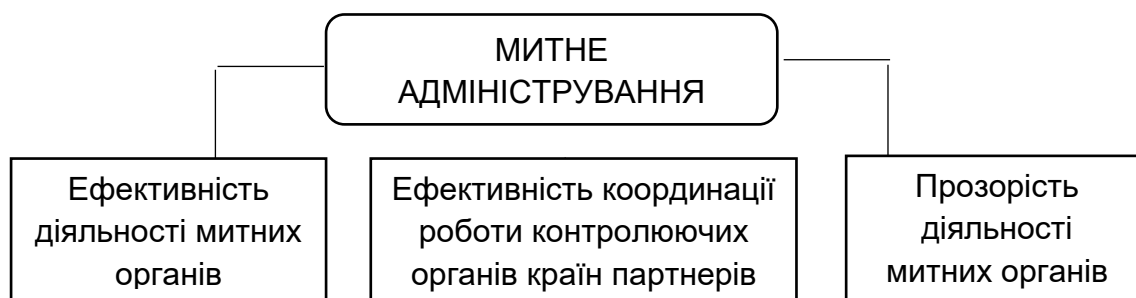 МИТНЕ
АДМІНІСТРУВАННЯ
Ефективність
діяльності митних
органів
Ефективність координації
роботи контролюючих
органів країн партнерів
Прозорість
діяльності
митних органів